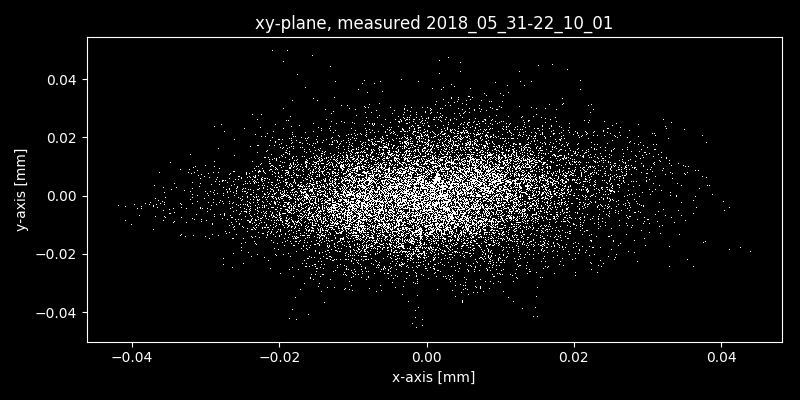 xy-plane, measured 2018_05_31-22_10_01
0.04
0.02
0.00
−0.02
−0.04
y-axis [mm]
−0.04 −0.02 0.00 0.02 0.04
x-axis [mm]